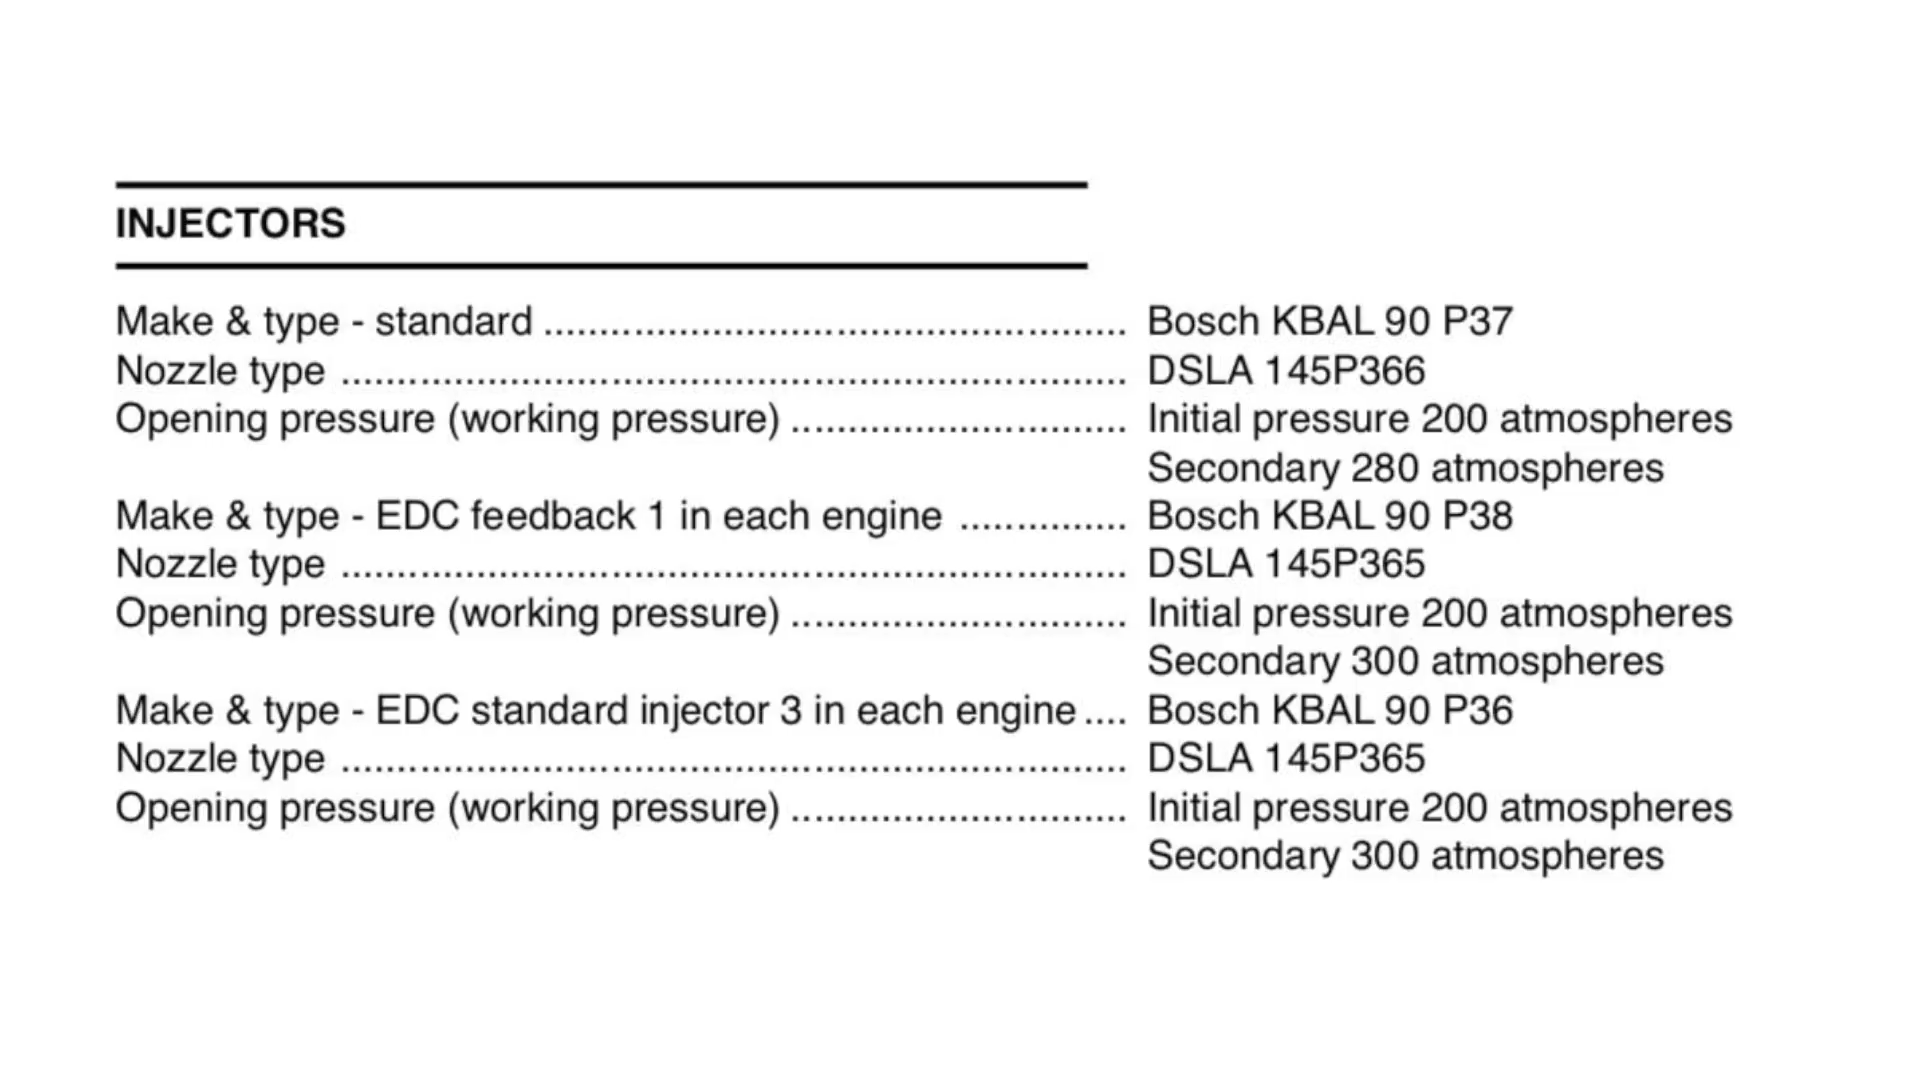 INJECTORS
Make & type - standard .................................................... Bosch KBAL 90 P37
Nozzle type ...................................................................... DSLA 145P366
Opening pressure (working pressure) .............................. Initial pressure 200 atmospheres
Secondary 280 atmospheres
Make & type - EDC feedback 1 in each engine ............... Bosch KBAL 90 P38
Nozzle type ...................................................................... DSLA 145P365
Opening pressure (working pressure) .............................. Initial pressure 200 atmospheres
Secondary 300 atmospheres
Make & type - EDC standard injector 3 in each engine .... Bosch KBAL 90 P36
Nozzle type ...................................................................... DSLA 145P365
Opening pressure (working pressure) .............................. Initial pressure 200 atmospheres
Secondary 300 atmospheres